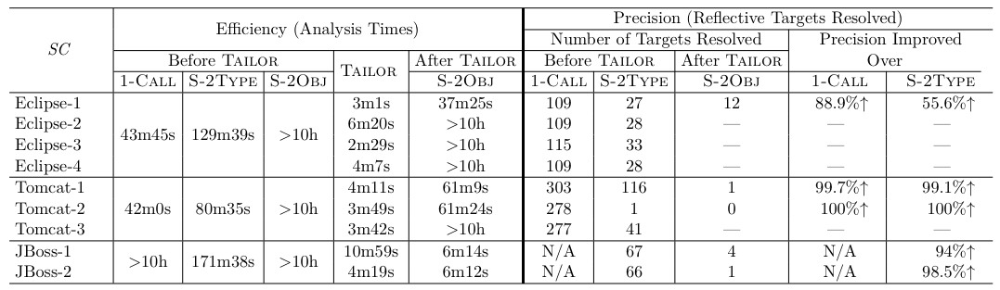 Precision (Reflective Targets Resolved)
SC Efficiency (Analysis Times)
Number of Targets Resolved Precision Improved
Before TAILOR TAILOR After TAILOR Before TAILOR After TAILOR Over
1-CALL S-2TYPE S-2OBJ S-2OBJ 1-CALL S-2TYPE S-2OBJ 1-CALL S-2TYPE
Eclipse-1 3m1s 37m25s 109 27 12 88.9%↑ 55.6%↑
Eclipse-2 43m45s 129m39s >10h 6m20s >10h 109 28 — — —
Eclipse-3 2m29s >10h 115 33 — — —
Eclipse-4 4m7s >10h 109 28 — — —
Tomcat-1 4m11s 61m9s 303 116 1 99.7%↑ 99.1%↑
Tomcat-2 42m0s 80m35s >10h 3m49s 61m24s 278 1 0 100%↑ 100%↑
Tomcat-3 3m42s >10h 277 41 — — —
JBoss-1 >10h 171m38s >10h 10m59s 6m14s N/A 67 4 N/A 94%↑
JBoss-2 4m19s 6m12s N/A 66 1 N/A 98.5%↑